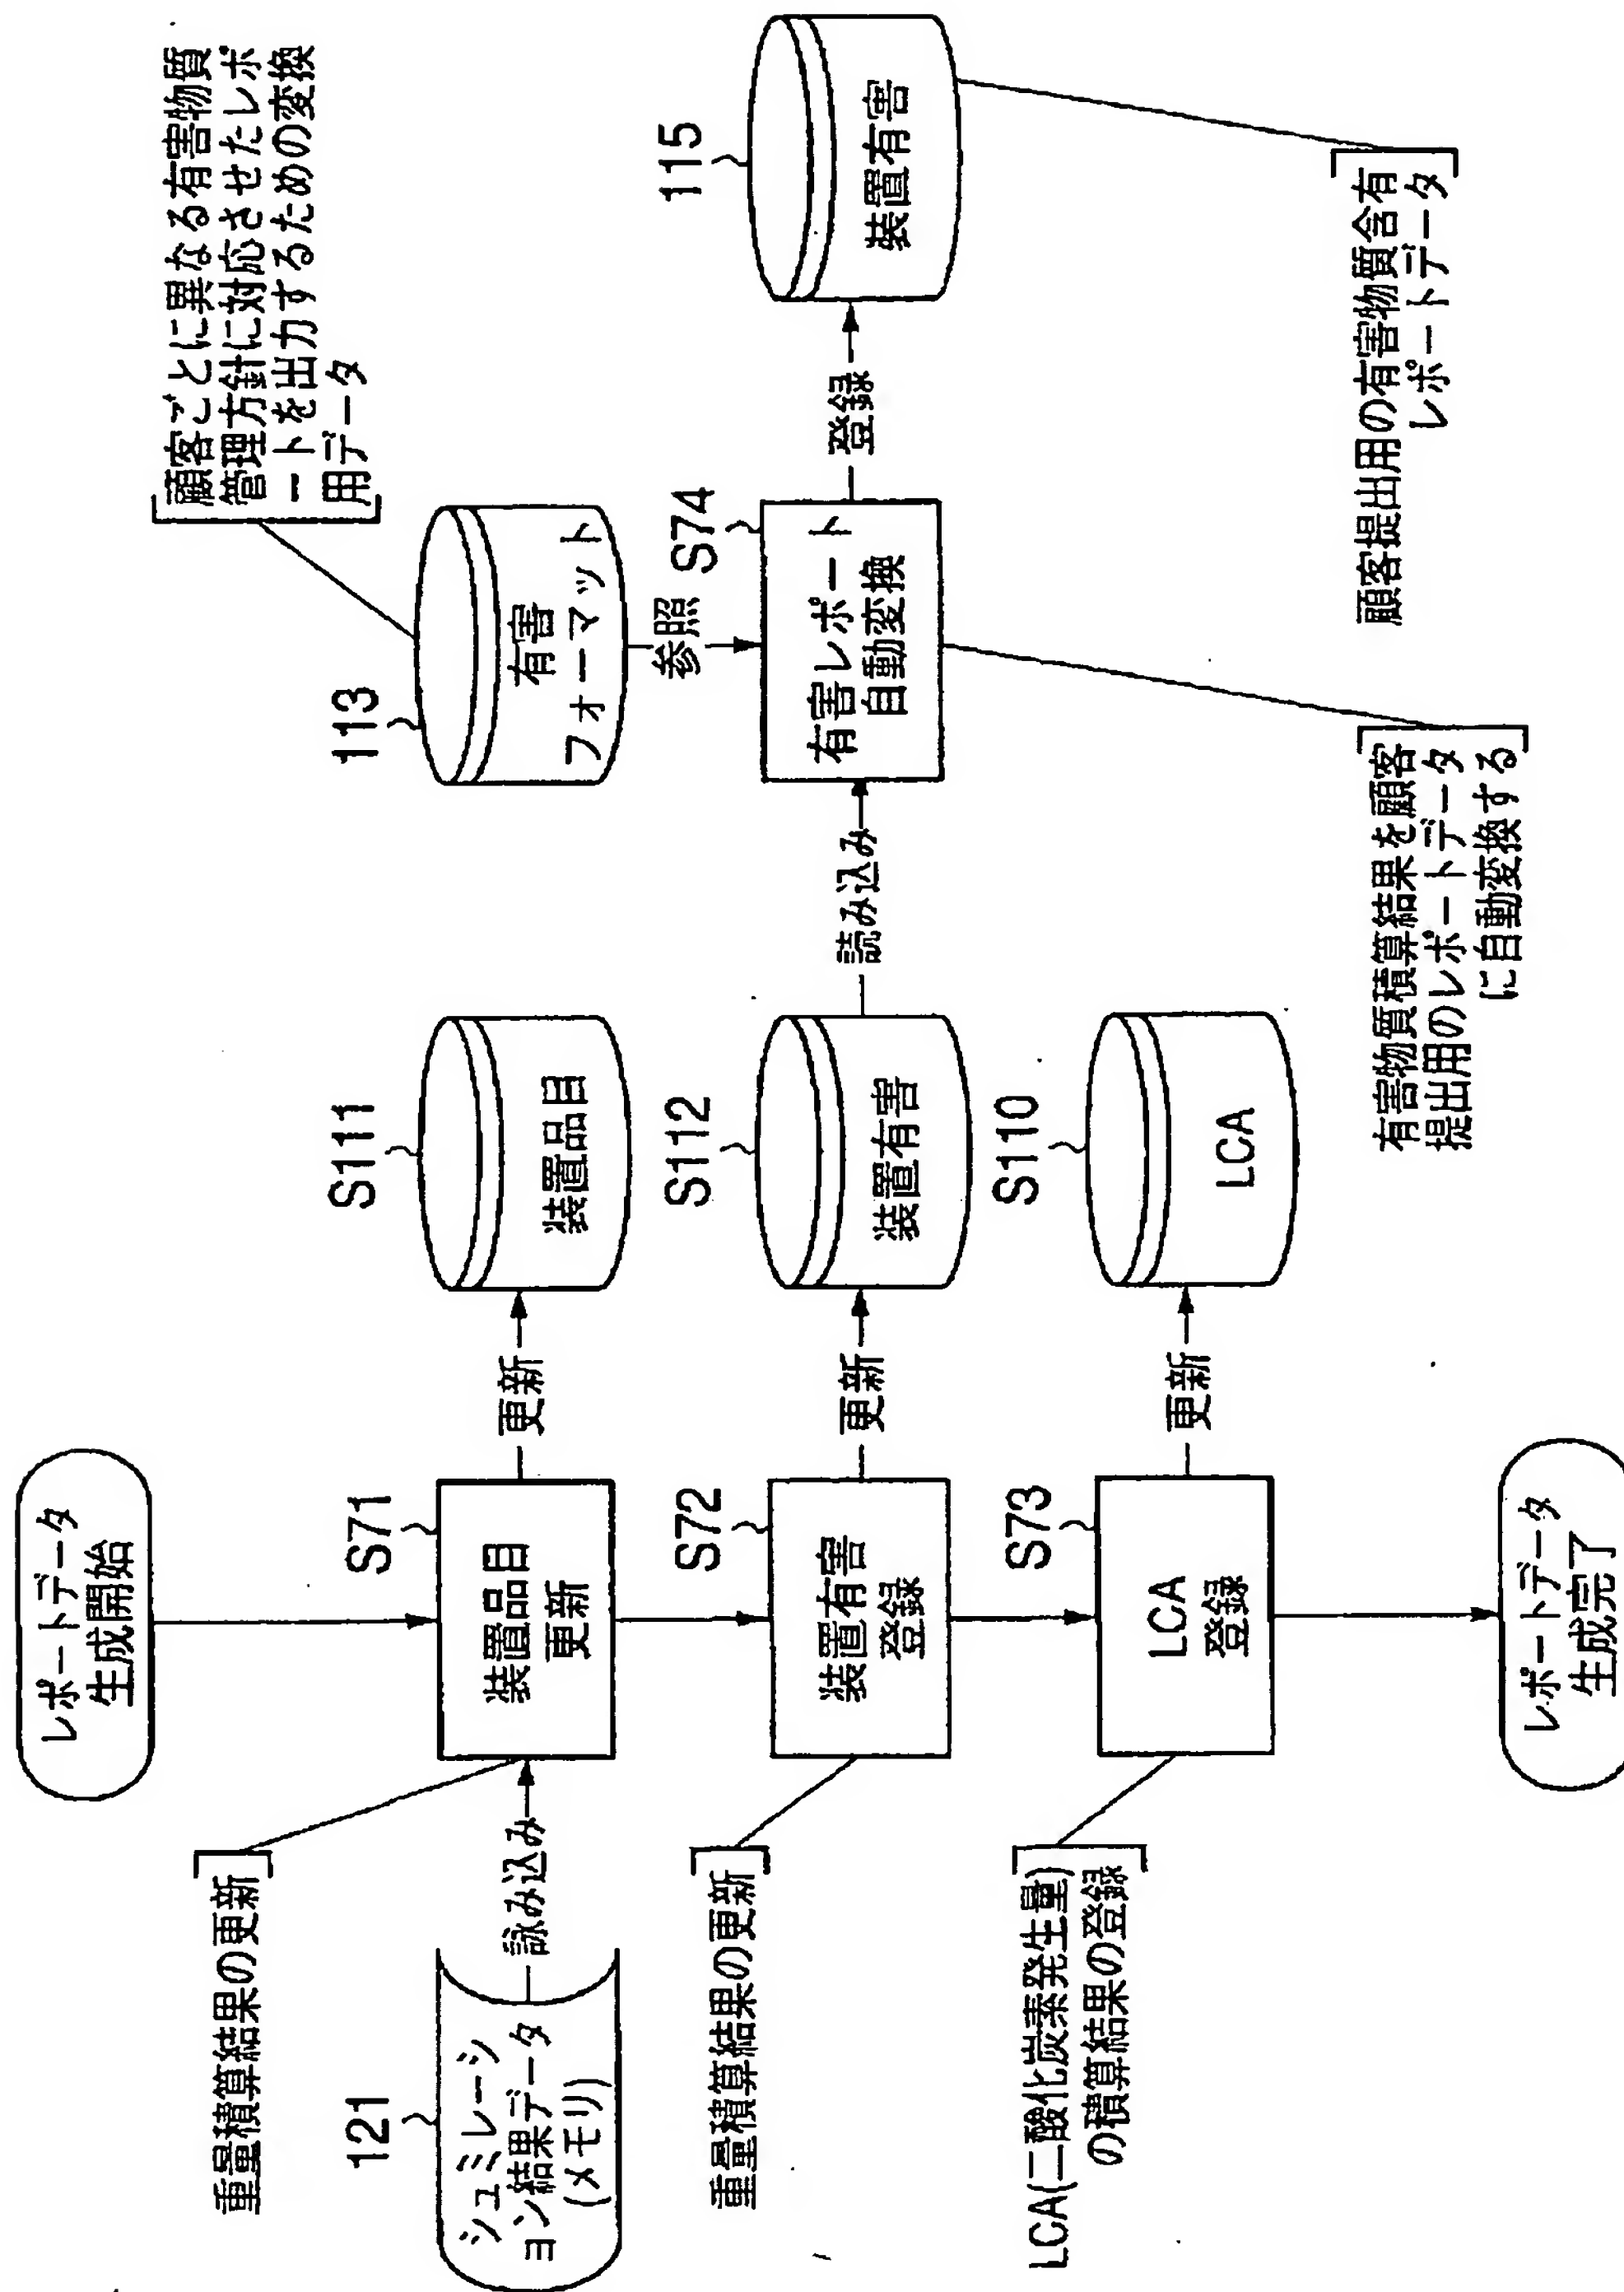 レポートデータ
生成開始
重量積算結果の更新
S71
装置品目
更新
更新
S111
装置品目
121
シュミレーシ
ョン結果データ
(メモリ)
詠み込み
重量積算結果の更新
S72
装置有害
登録
更新
S112
装置有害
読み込み
LCA(二酸化炭素発生量)
の積算結果の登録
S73
LCA
登録
更新
S110
LCA
レポートデータ
生成完了
113
有害
フォーマット
参照
顧客ごとに異なる有害物質
管理方針に対応させたレポ
ートを出力するための変換
用データ
S74
有害レポート
自動変換
登録
115
装置有害
有害物質積算結果を顧客
提出用のレポートデータ
に自動変換する
顧客提出用の有害物質含有
レポートデータ